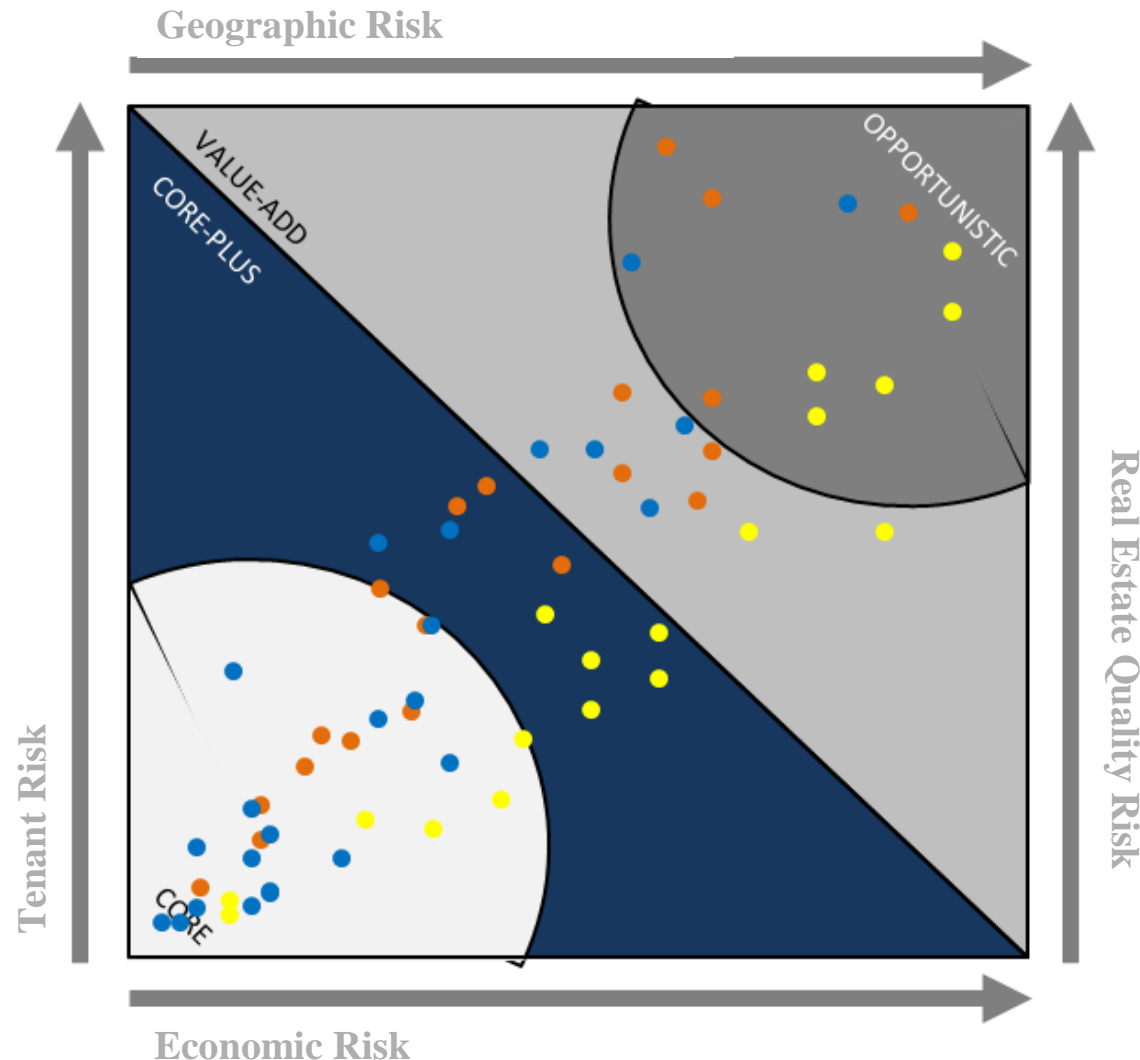 Geographic Risk
VALUE-ADD
CORE-PLUS
OPPORTUNISTIC
Tenant Risk
Real Estate Quality Risk
CORE
Economic Risk